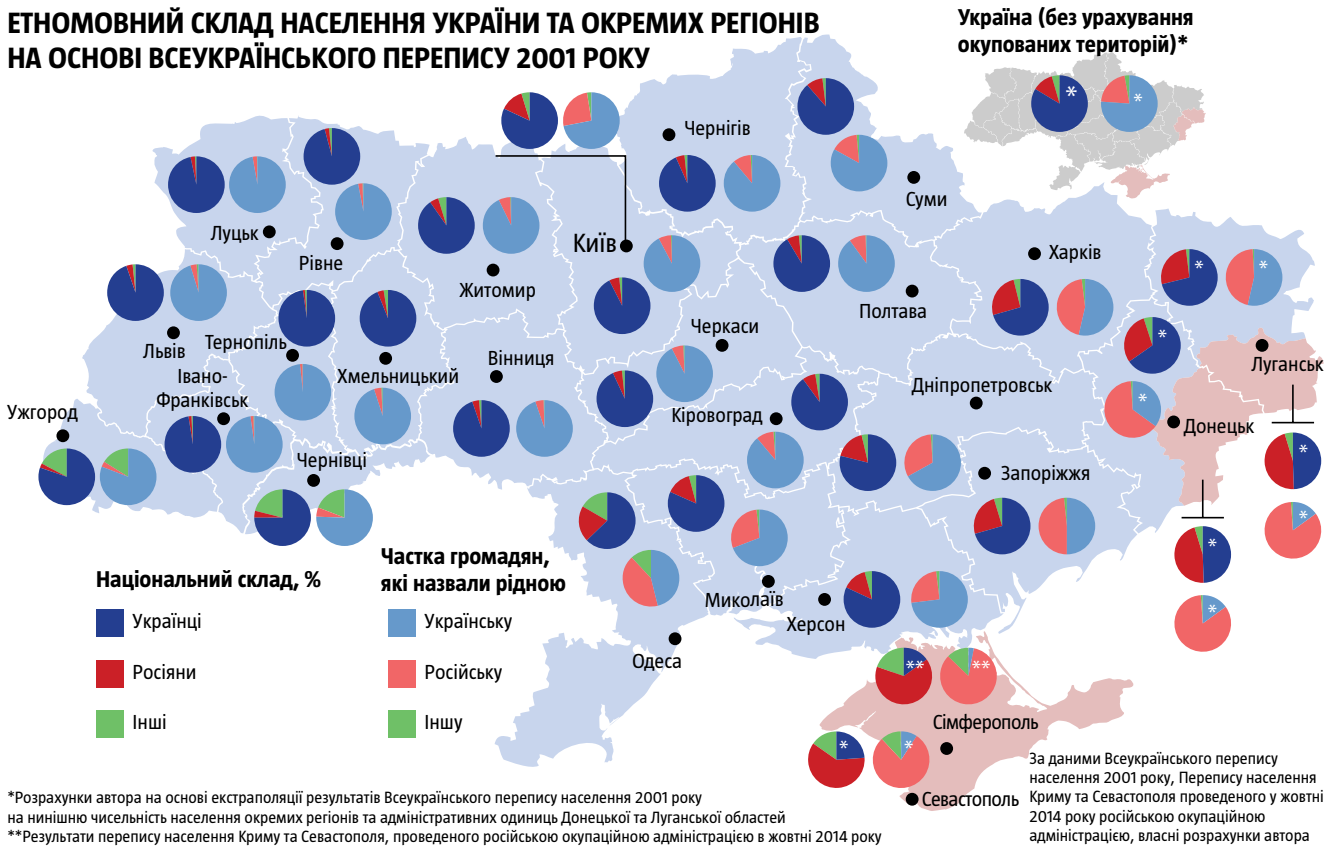 ЕТНОМОВНИЙ СКЛАД НАСЕЛЕННЯ УКРАЇНИ ТА ОКРЕМИХ РЕГІОНІВ
НА ОСНОВІ ВСЕУКРАЇНСЬКОГО ПЕРЕПИСУ 2001 РОКУ
Україна (без урахування
окупованих територій)*
*
*
Чернігів
Суми
Луцьк
Рівне
Житомир
Київ
Полтава
Харків
*
*
Львів
Тернопіль
Хмельницький
Вінниця
Черкаси
*
Луганськ
Івано-
Франківськ
Кіровоград
Дніпропетровськ
*
Донецьк
Ужгород
Чернівці
Запоріжжя
*
*
*
*
Національний склад, %
Українці
Росіяни
Інші
Частка громадян,
які назвали рідною
Українську
Російську
Іншу
Миколаїв
Херсон
Одеса
**
**
Сімферополь
*
*
Севастополь
*Розрахунки автора на основі екстраполяції результатів Всеукраїнського перепису населення 2001 року
на нинішню чисельність населення окремих регіонів та адміністративних одиниць Донецької та Луганської областей
**Результати перепису населення Криму та Севастополя, проведеного російською окупаційною адміністрацією в жовтні 2014 року
За даними Всеукраїнського перепису
населення 2001 року, Перепису населення
Криму та Севастополя проведеного у жовтні
2014 року російською окупаційною
адміністрацією, власні розрахунки автора